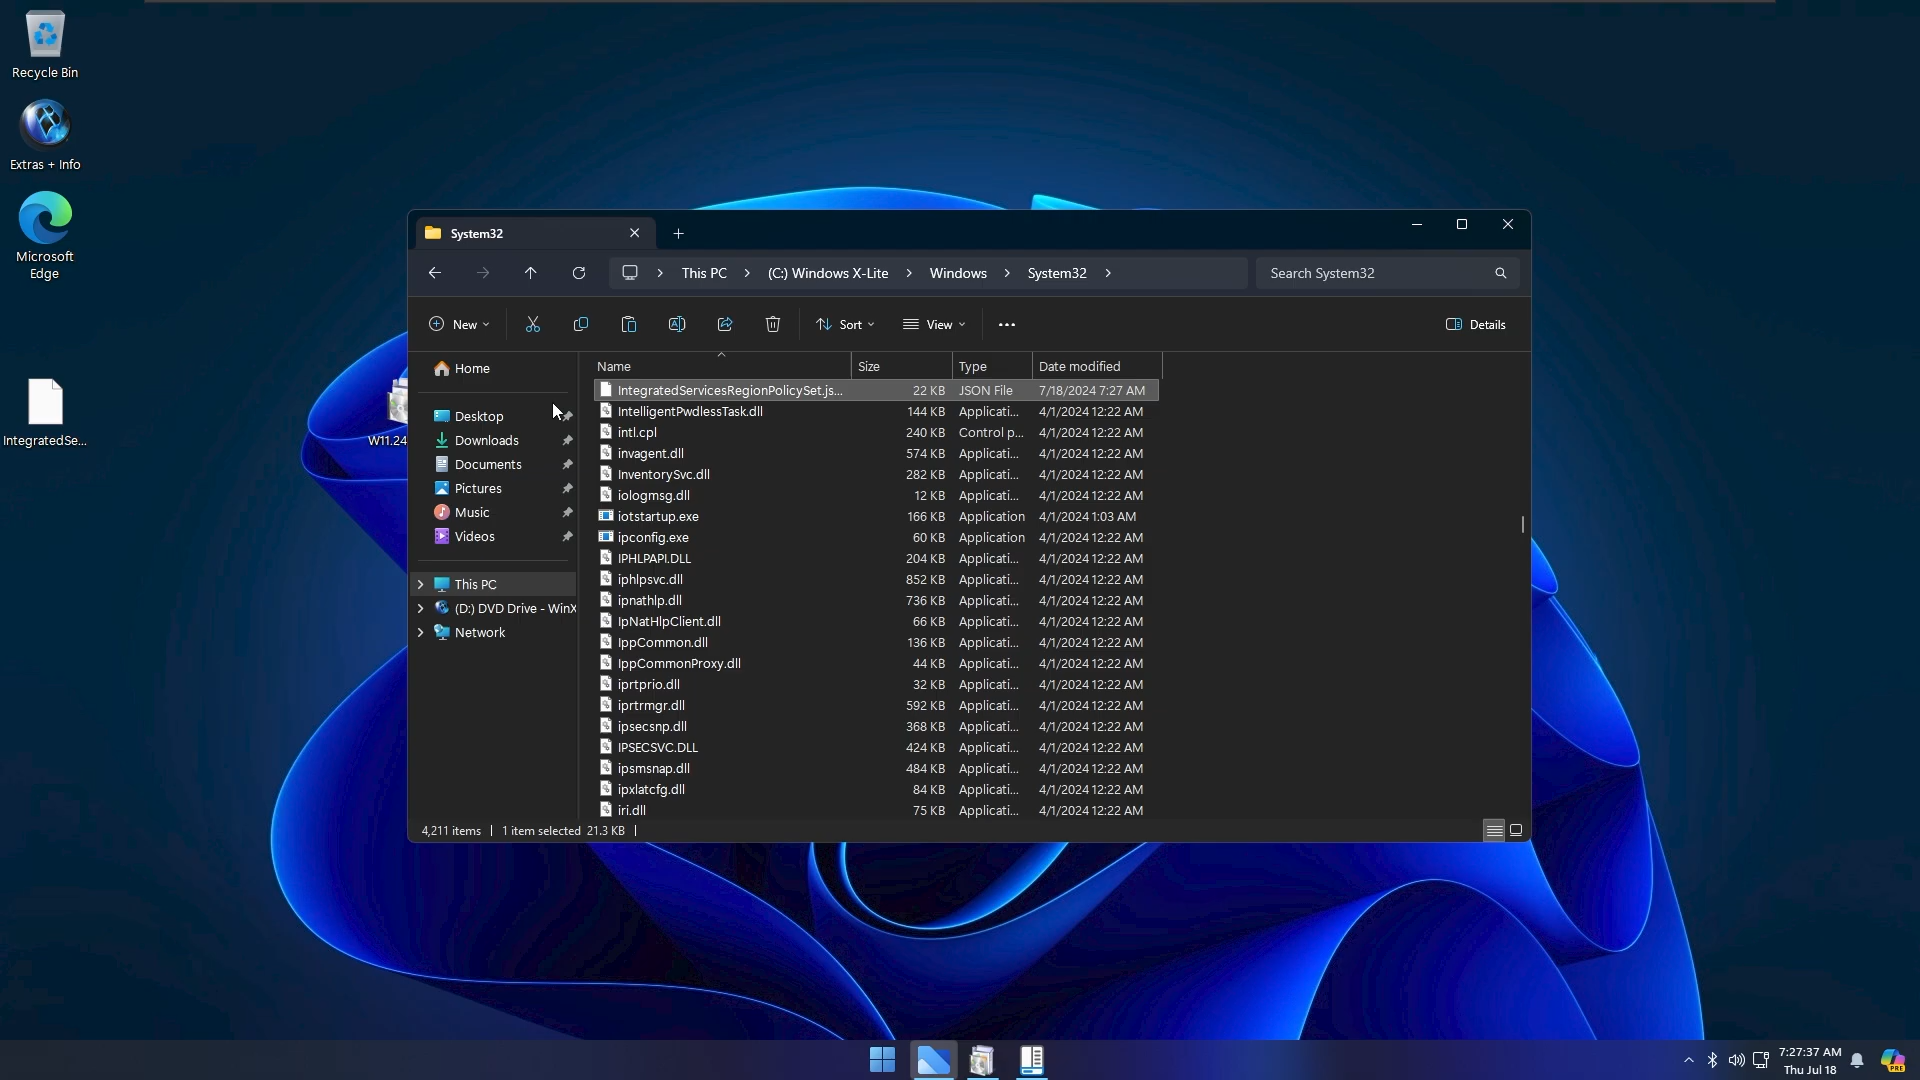 Recycle Bin
Extras + Info
Microsoft
Edge
IntegratedSe...
W11.24
System32
This PC
(C:) Windows X-Lite
Windows
System32
Search System32
New
Sort
View
Details
Home
Desktop
Downloads
Documents
Pictures
Music
Videos
This PC
(D:) DVD Drive - WinX
Network
Name Size Type Date modified
IntegratedServicesRegionPolicySet.js... 22 KB JSON File 7/18/2024 7:27 AM
IntelligentPwdlessTask.dll 144 KB Applicati... 4/1/2024 12:22 AM
intl.cpl 240 KB Control p... 4/1/2024 12:22 AM
invagent.dll 574 KB Applicati... 4/1/2024 12:22 AM
InventorySvc.dll 282 KB Applicati... 4/1/2024 12:22 AM
iologmsg.dll 12 KB Applicati... 4/1/2024 12:22 AM
iotstartup.exe 166 KB Application 4/1/2024 1:03 AM
ipconfig.exe 60 KB Application 4/1/2024 12:22 AM
IPHLPAPI.DLL 204 KB Applicati... 4/1/2024 12:22 AM
iphlpsvc.dll 852 KB Applicati... 4/1/2024 12:22 AM
ipnathlp.dll 736 KB Applicati... 4/1/2024 12:22 AM
IpNatHlpClient.dll 66 KB Applicati... 4/1/2024 12:22 AM
IppCommon.dll 136 KB Applicati... 4/1/2024 12:22 AM
IppCommonProxy.dll 44 KB Applicati... 4/1/2024 12:22 AM
iprtprio.dll 32 KB Applicati... 4/1/2024 12:22 AM
iprtrmgr.dll 592 KB Applicati... 4/1/2024 12:22 AM
ipsecsnp.dll 368 KB Applicati... 4/1/2024 12:22 AM
IPSECSVC.DLL 424 KB Applicati... 4/1/2024 12:22 AM
ipsmsnap.dll 484 KB Applicati... 4/1/2024 12:22 AM
ipxlatcfg.dll 84 KB Applicati... 4/1/2024 12:22 AM
iri.dll 75 KB Applicati... 4/1/2024 12:22 AM
4,211 items
1 item selected 21.3 KB
7:27:37 AM
Thu Jul 18
PRE